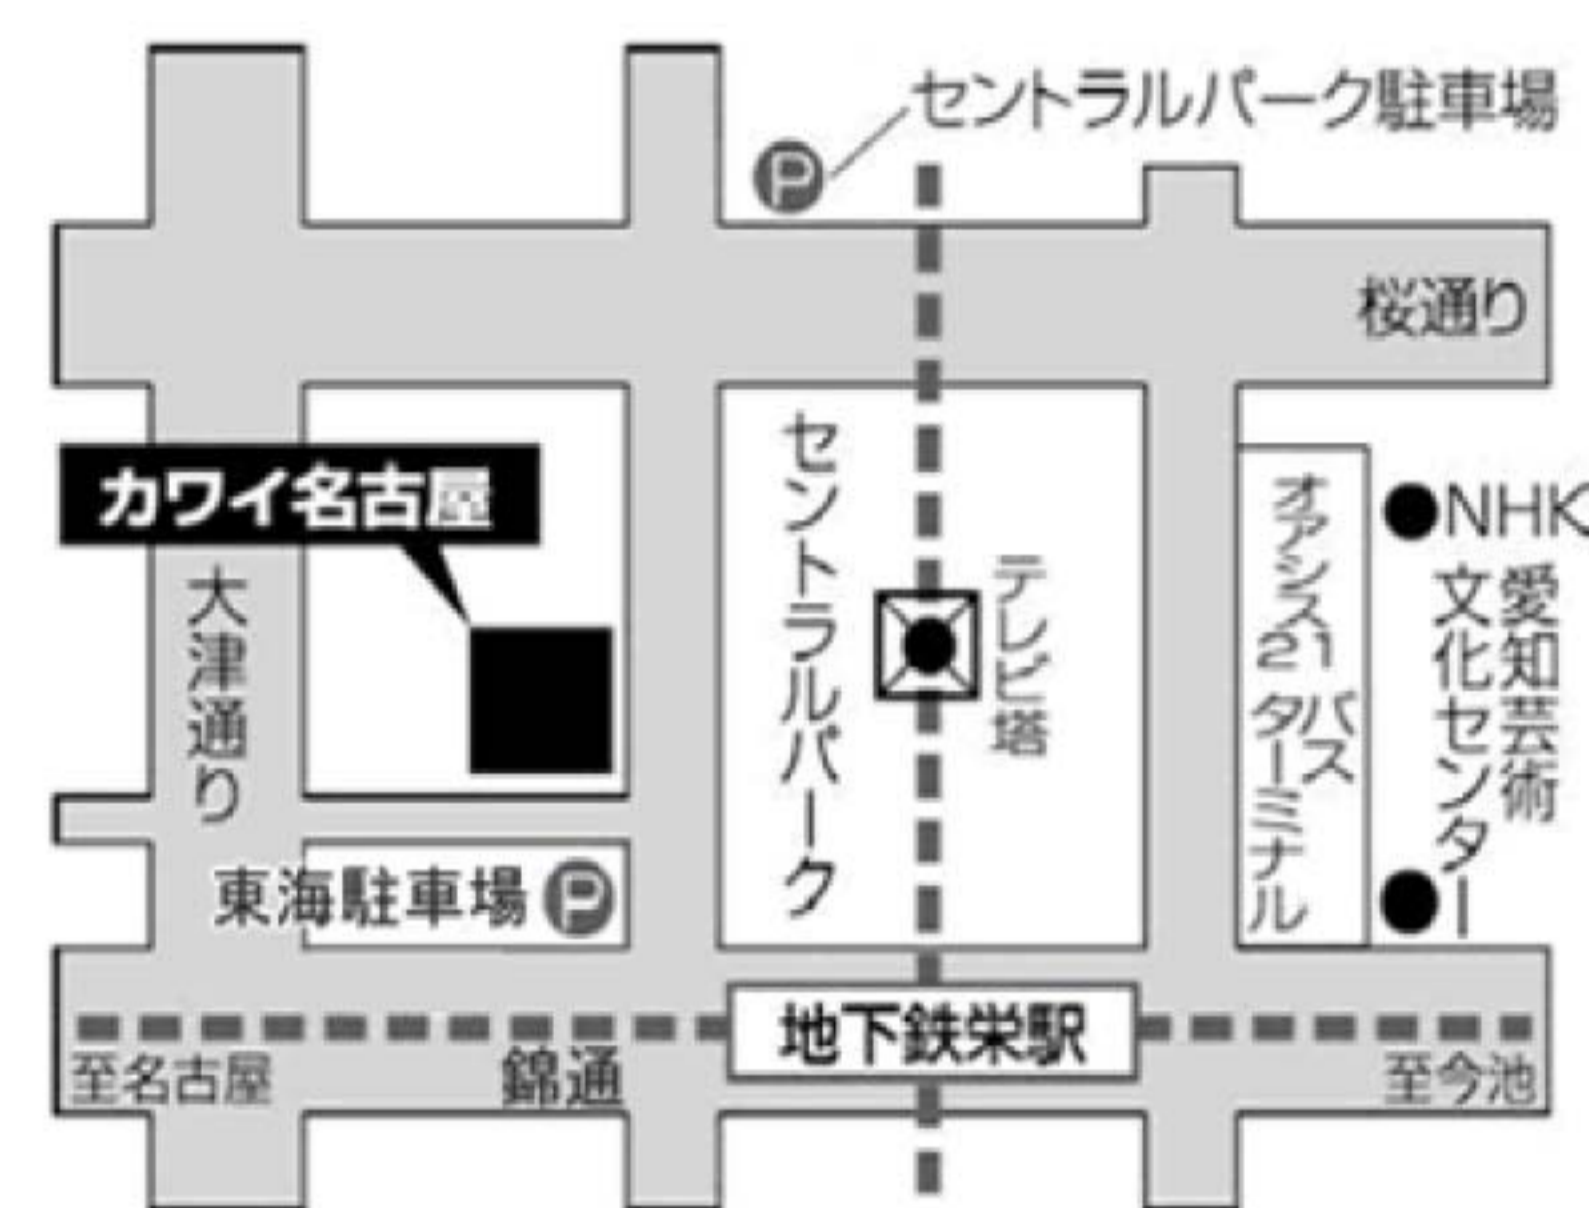 セントラルパーク駐車場
P
桜通り
カワイ名古屋
大津通り
セントラルパーク
テレビ塔
オアシス21
バス
ターミナル
NHK
愛知芸術
文化センター
東海駐車場 P
地下鉄栄駅
至名古屋
錦通
至今池